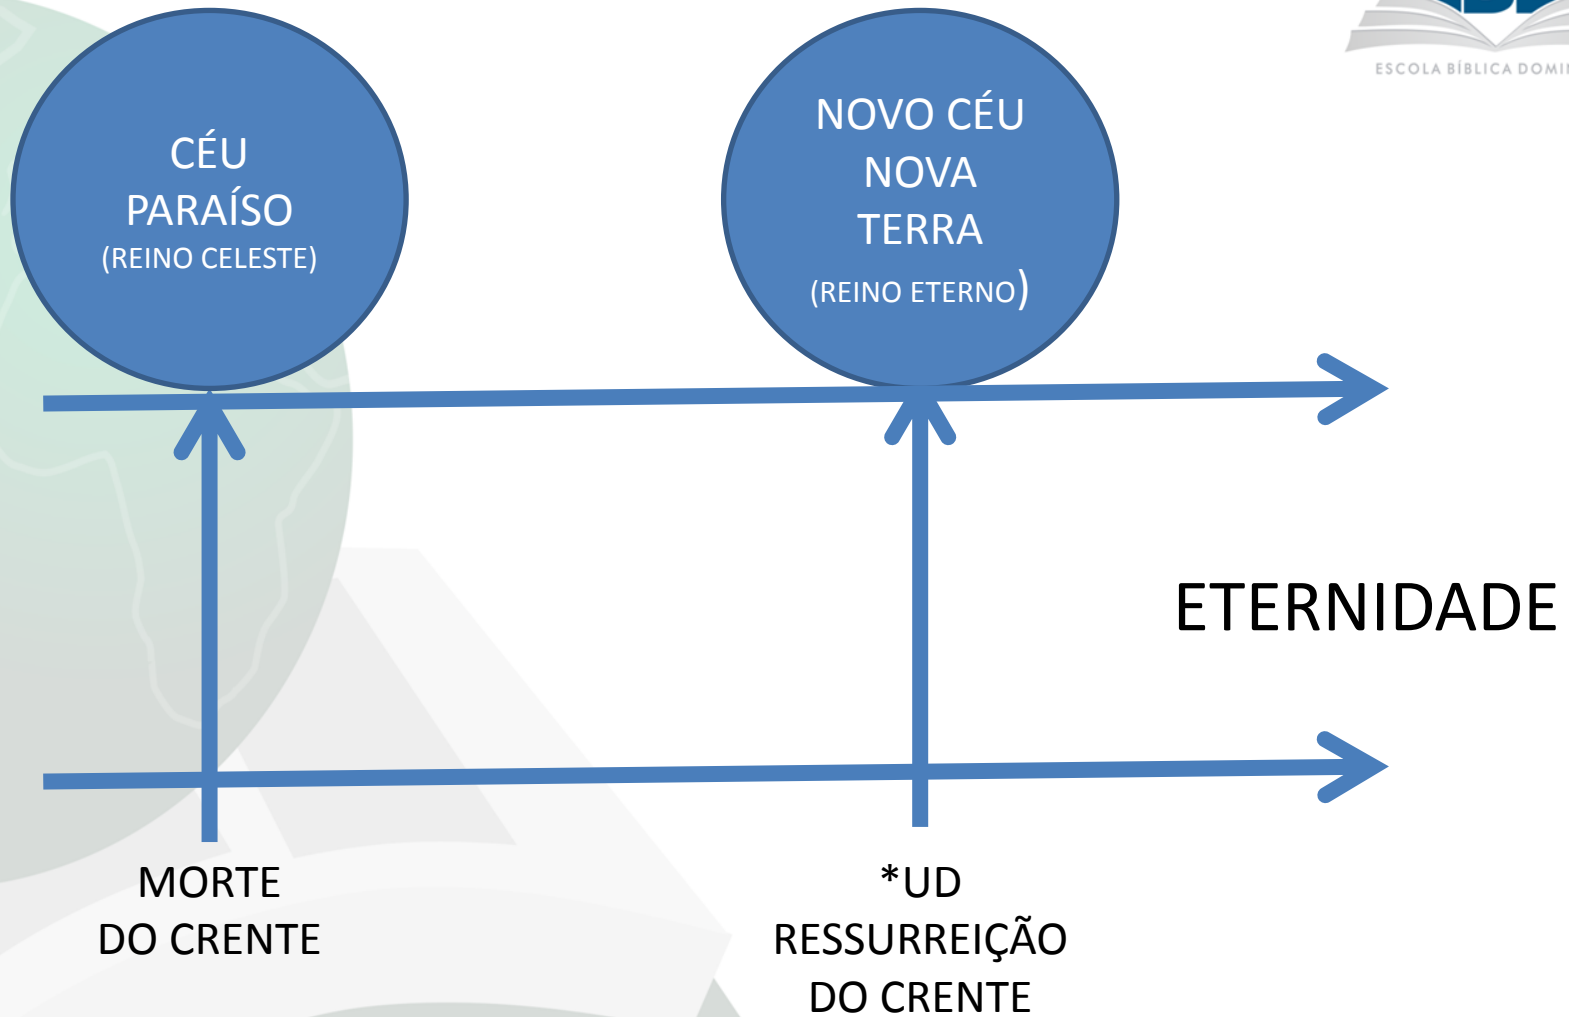 ESCOLA BÍBLICA
CÉU
PARAÍSO
(REINO CELESTE)
NOVO CÉU
NOVA
TERRA
(REINO ETERNO)
ETERNIDADE
MORTE
DO CRENTE
*UD
RESSURREIÇÃO
DO CRENTE